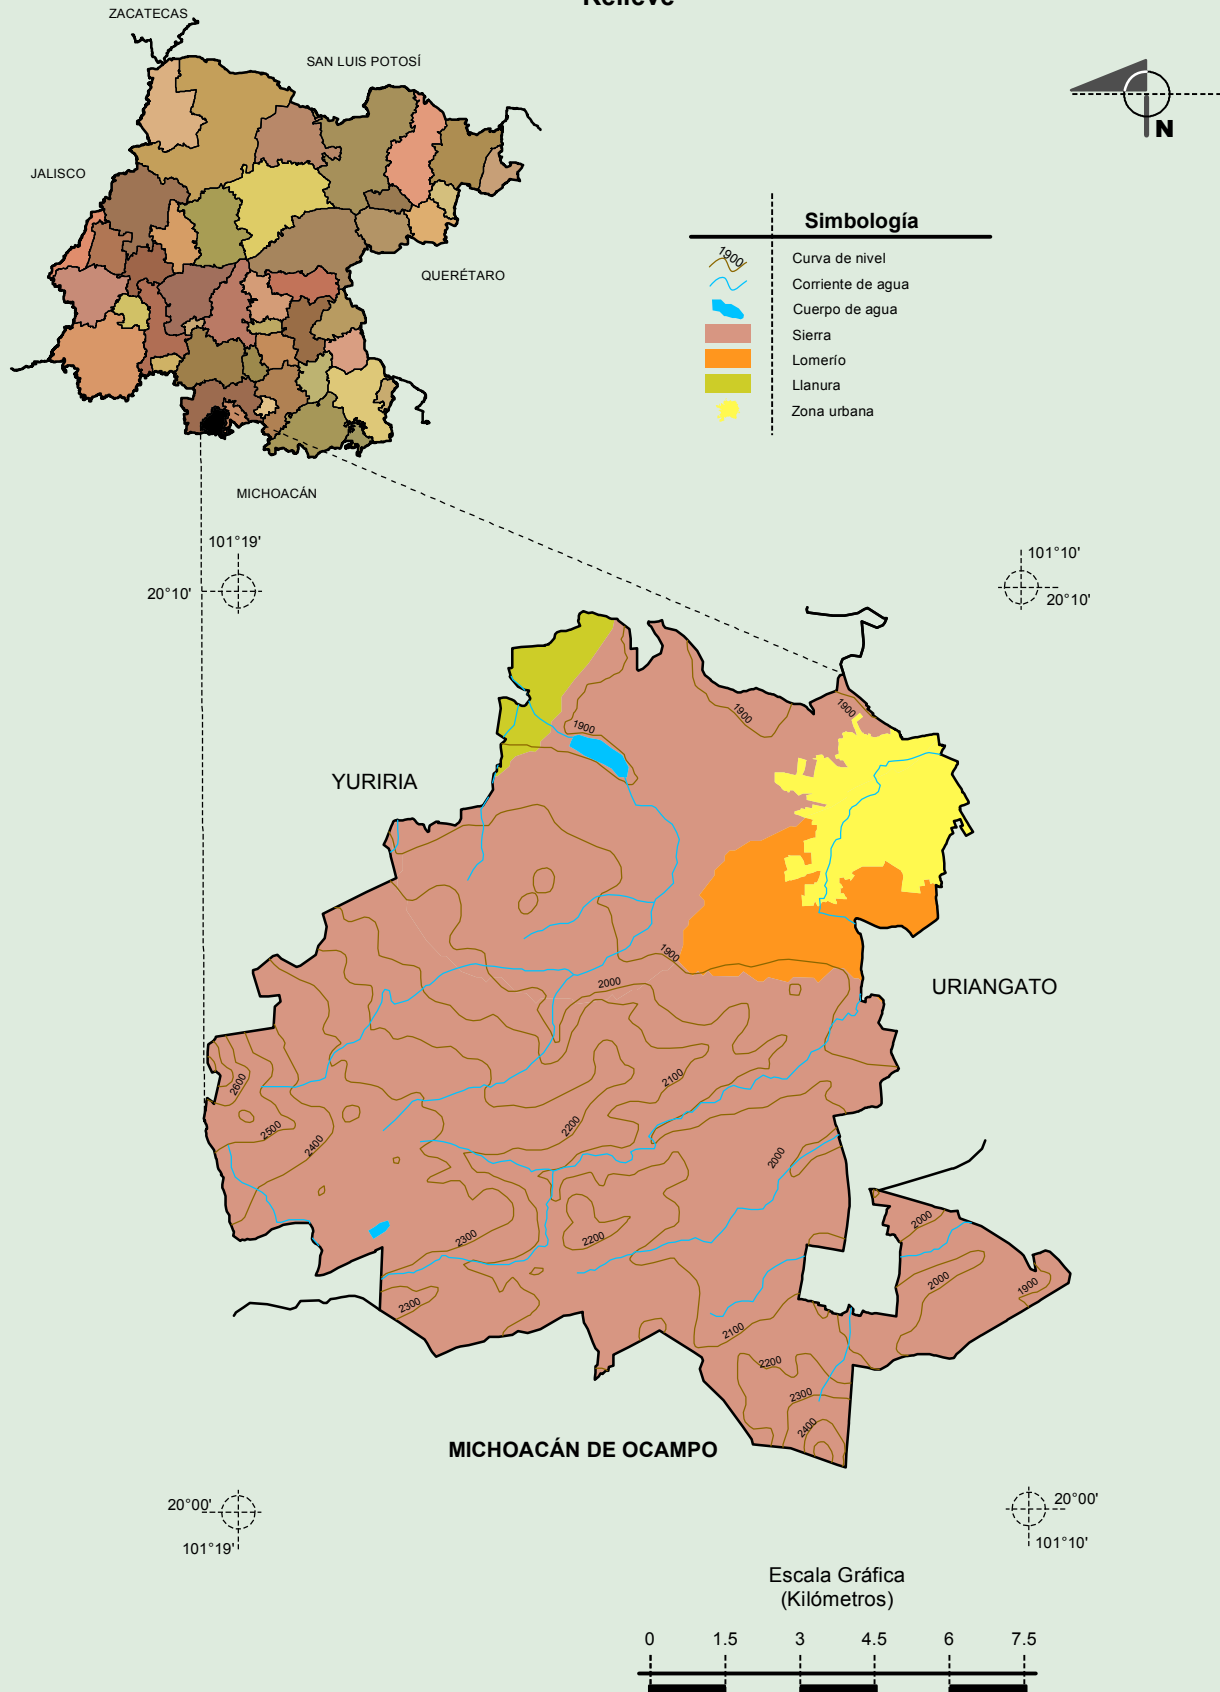 Relieve
ZACATECAS
SAN LUIS POTOSÍ
JALISCO
QUERÉTARO
MICHOACÁN
N
Simbología
1900
Curva de nivel
Corriente de agua
Cuerpo de agua
Sierra
Lomerío
Llanura
Zona urbana
101°19'
20°10'
101°10'
20°10'
1900
1900
1900
YURIRIA
1900
2000
URIANGATO
2600
2100
2500
2200
2400
2000
2300
2200
2000
2000
1900
2300
2100
2200
2300
2400
MICHOACÁN DE OCAMPO
20°00'
101°19'
20°00'
101°10'
Escala Gráfica
(Kilómetros)
0 1.5 3 4.5 6 7.5